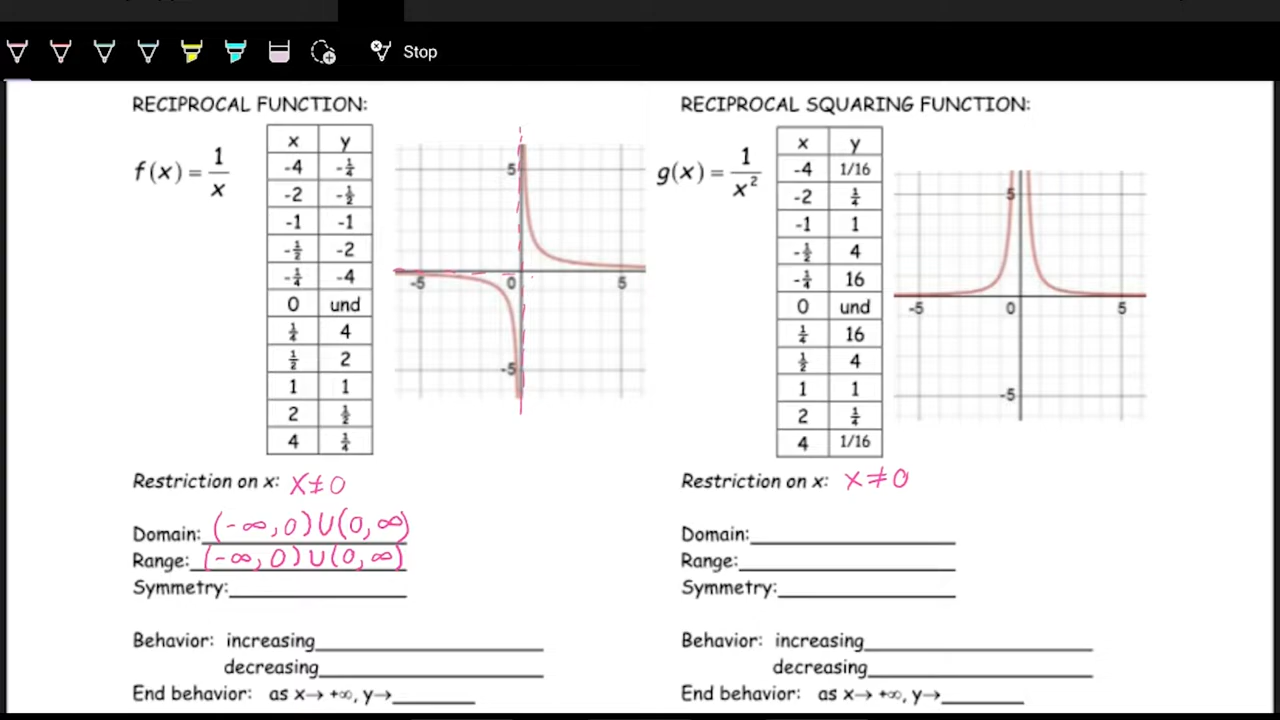 Stop
RECIPROCAL FUNCTION:
f(x) = 1/x
x y
-4 -1/4
-2 -1/2
-1 -1
-1/2 -2
-1/4 -4
0 und
1/4 4
1/2 2
1 1
2 1/2
4 1/4
5
-5 0 5
-5
Restriction on x: x≠0
Domain: (-∞, 0) U (0, ∞)
Range: (-∞, 0) U (0, ∞)
Symmetry:
Behavior: increasing
decreasing
End behavior: as x→ +∞, y→
RECIPROCAL SQUARING FUNCTION:
g(x) = 1/x²
x y
-4 1/16
-2 1/4
-1 1
-1/2 4
-1/4 16
0 und
1/4 16
1/2 4
1 1
2 1/4
4 1/16
5
-5 0 5
-5
Restriction on x: x≠0
Domain:
Range:
Symmetry:
Behavior: increasing
decreasing
End behavior: as x→ +∞, y→